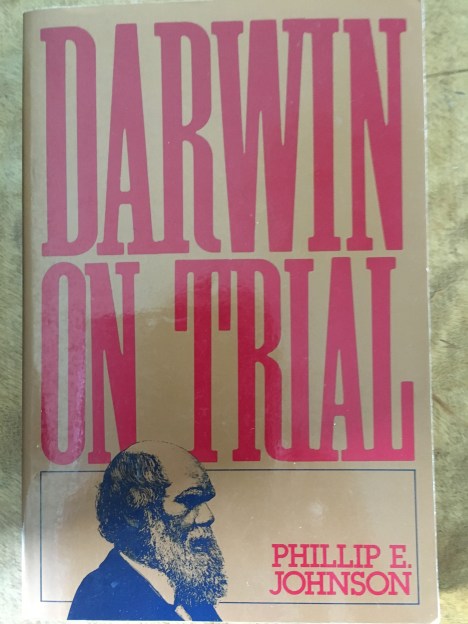 DARWIN
ON TRIAL
PHILLIP E.
JOHNSON